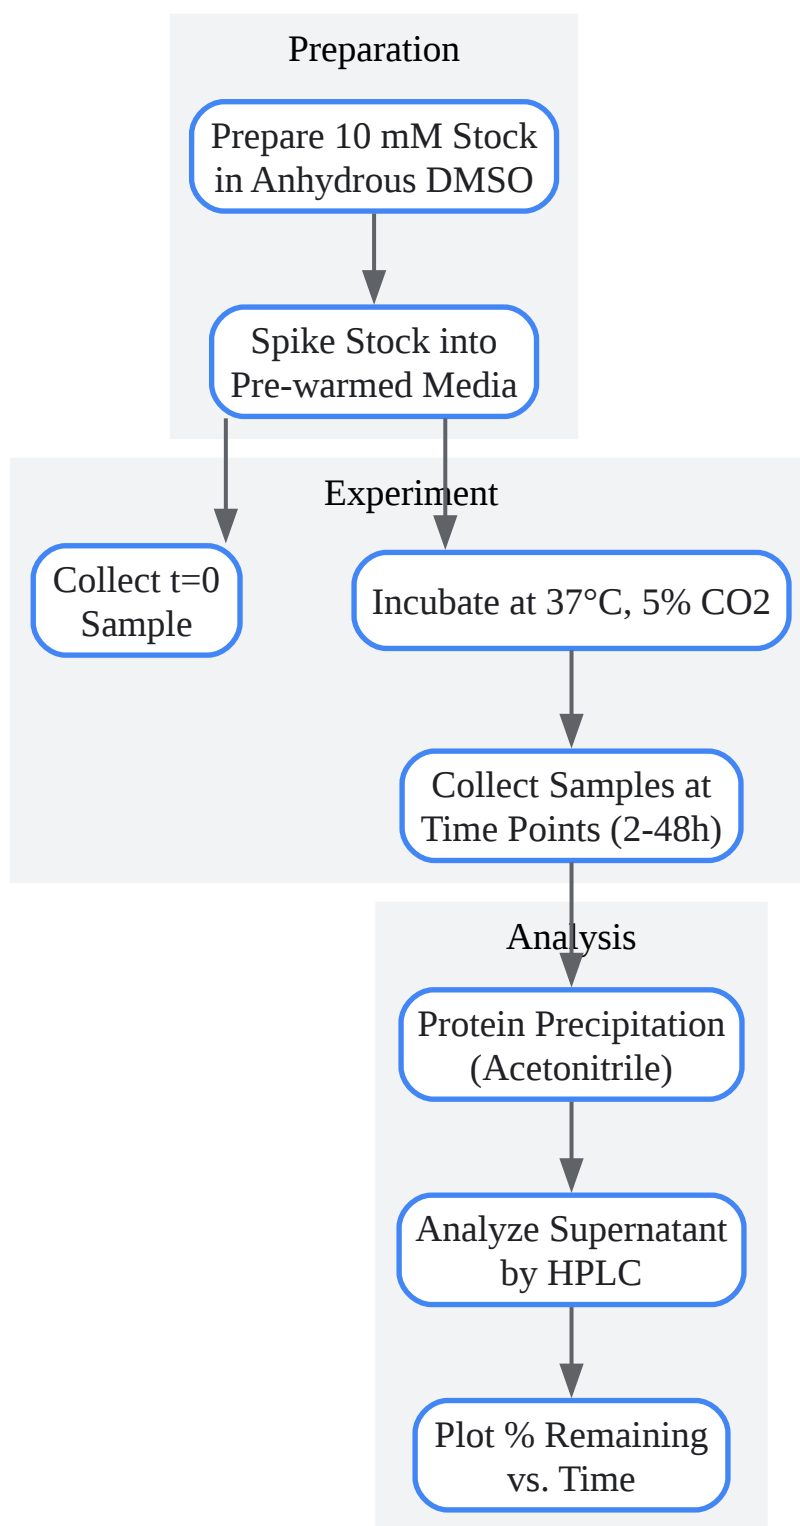 Preparation
Prepare 10 mM Stock
in Anhydrous DMSO
Spike Stock into
Pre-warmed Media
Experiment
Collect t=0
Sample
Incubate at 37°C, 5% CO2
Collect Samples at
Time Points (2-48h)
Analysis
Protein Precipitation
(Acetonitrile)
Analyze Supernatant
by HPLC
Plot % Remaining
vs. Time